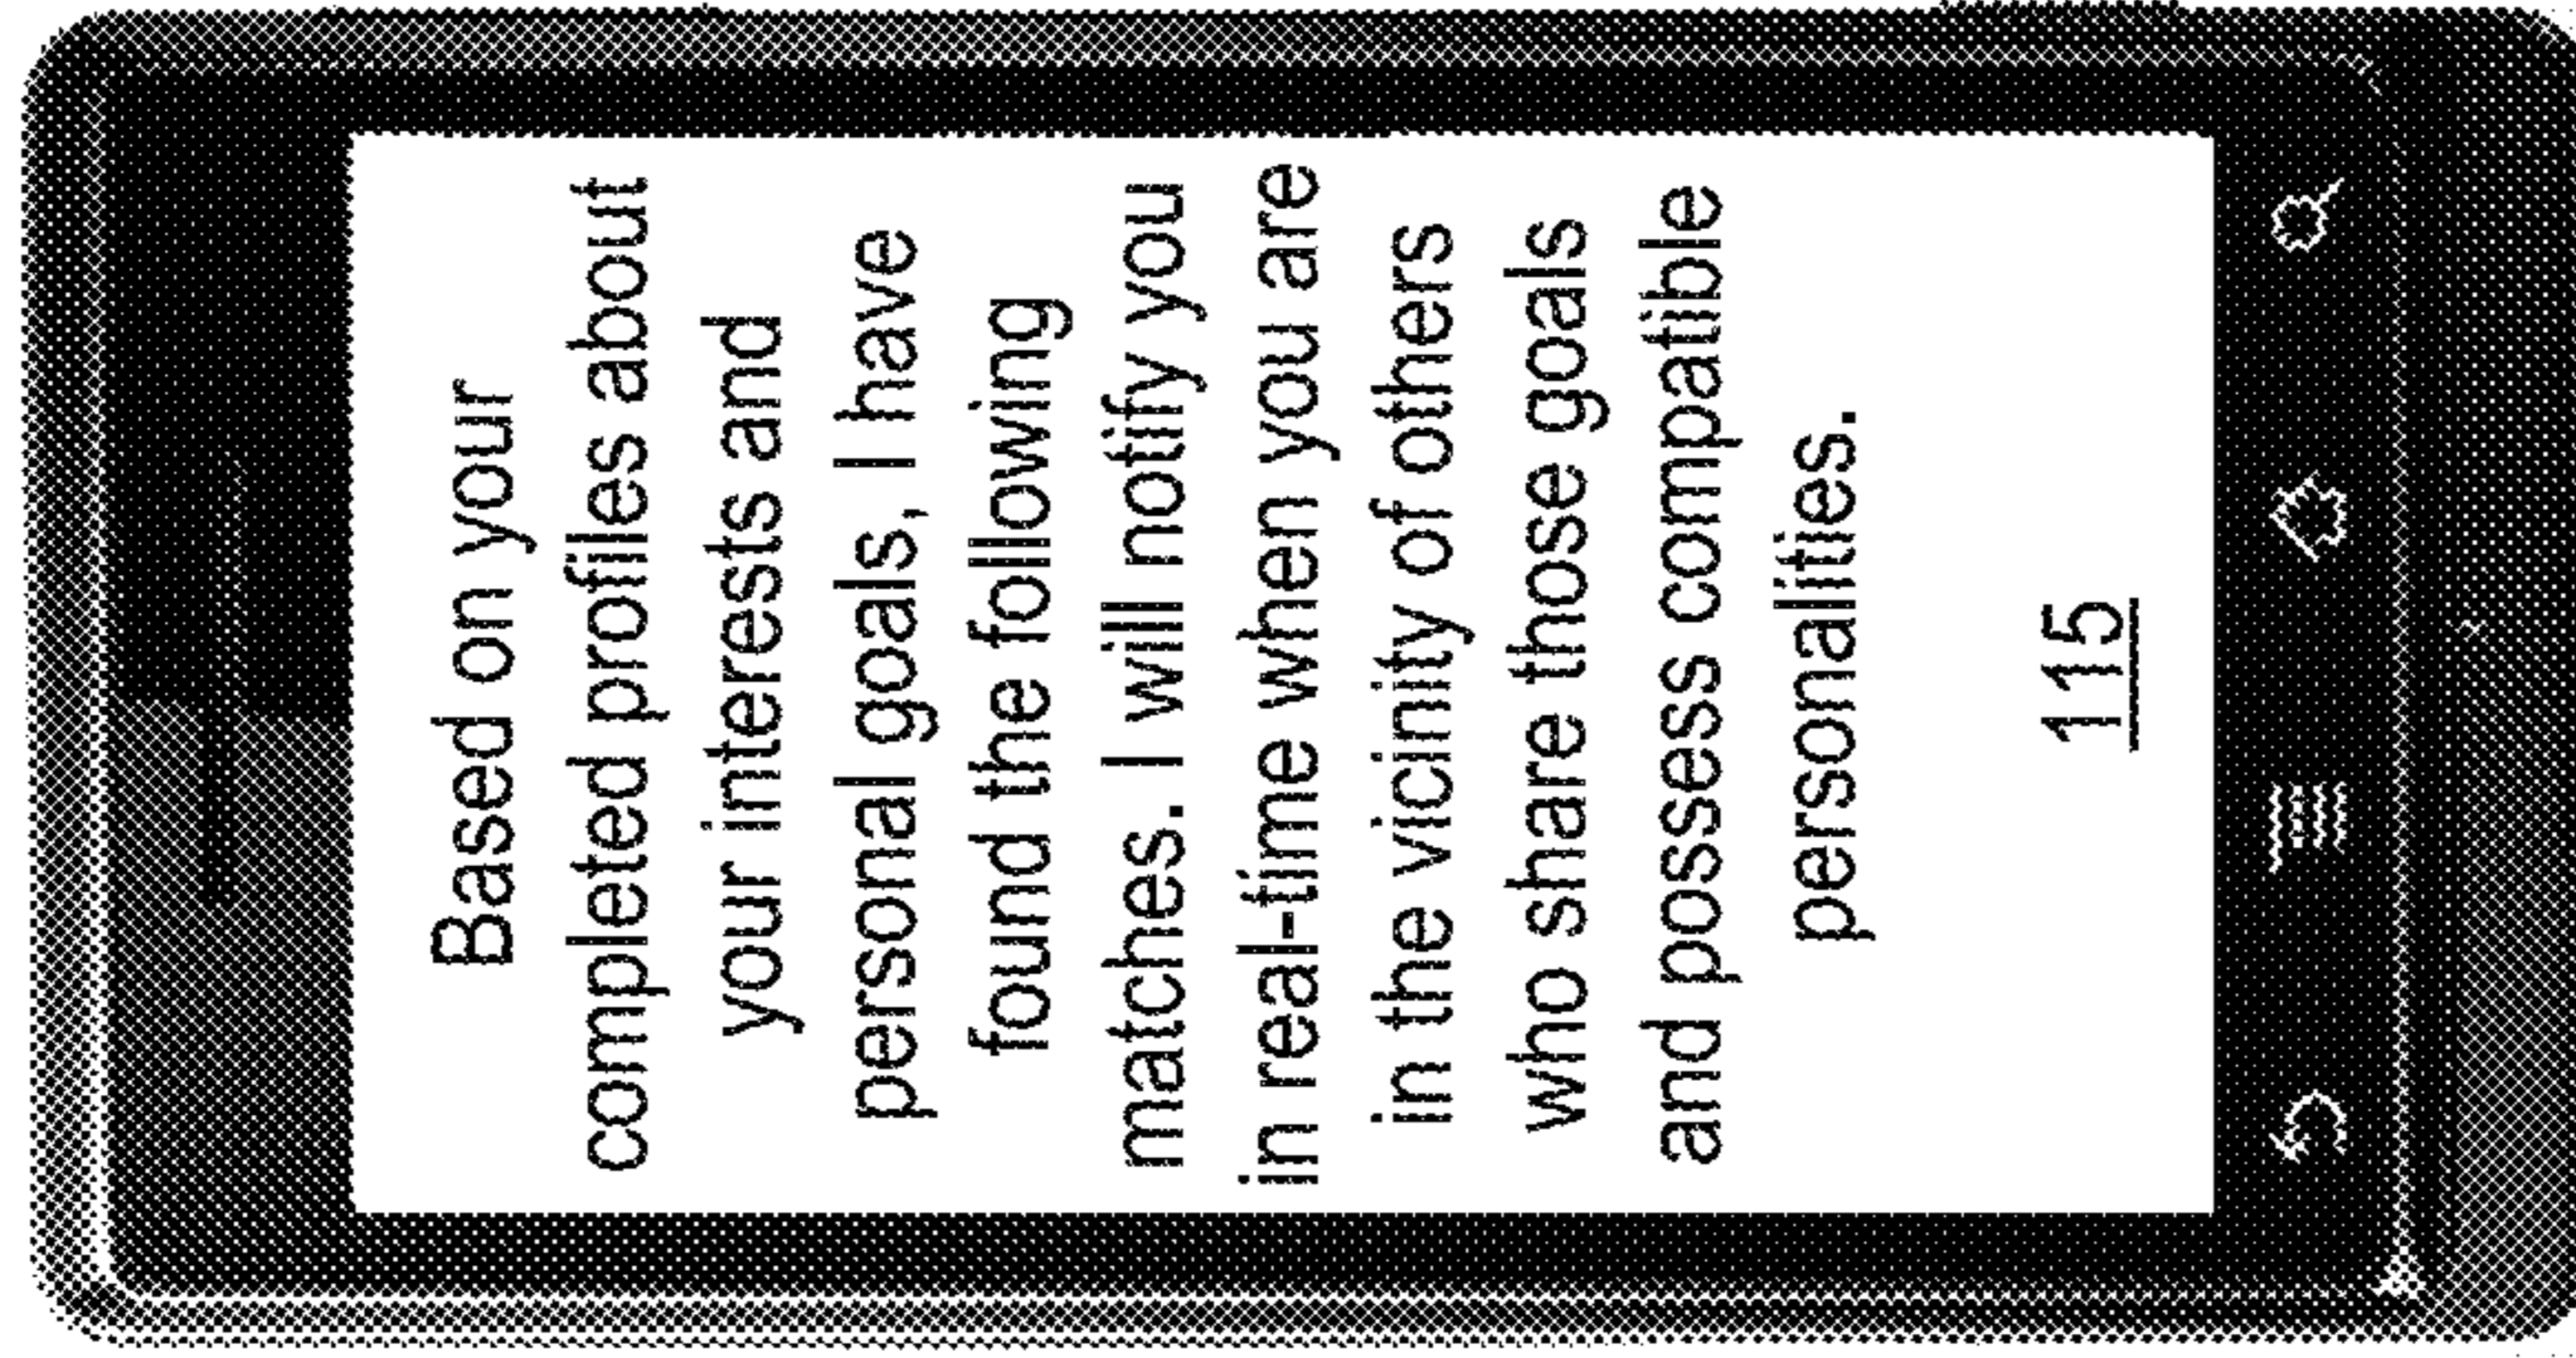 Based on your
completed profiles about
your interests and
personal goals, I have
found the following
matches. I will notify you
in real-time when you are
in the vicinity of others
who share those goals
and possess compatible
personalities.
115